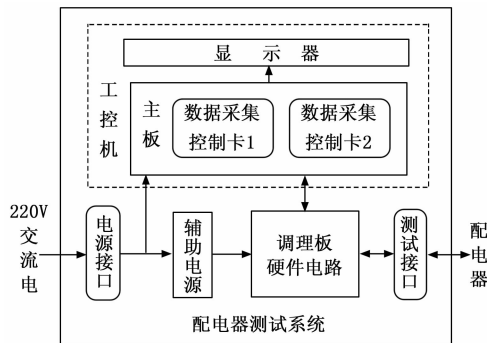 显示器
工控机
主板
数据采集
控制卡1
数据采集
控制卡2
220V
交流电
电源接口
辅助电源
调理板
硬件电路
测试接口
配电器
配电器测试系统